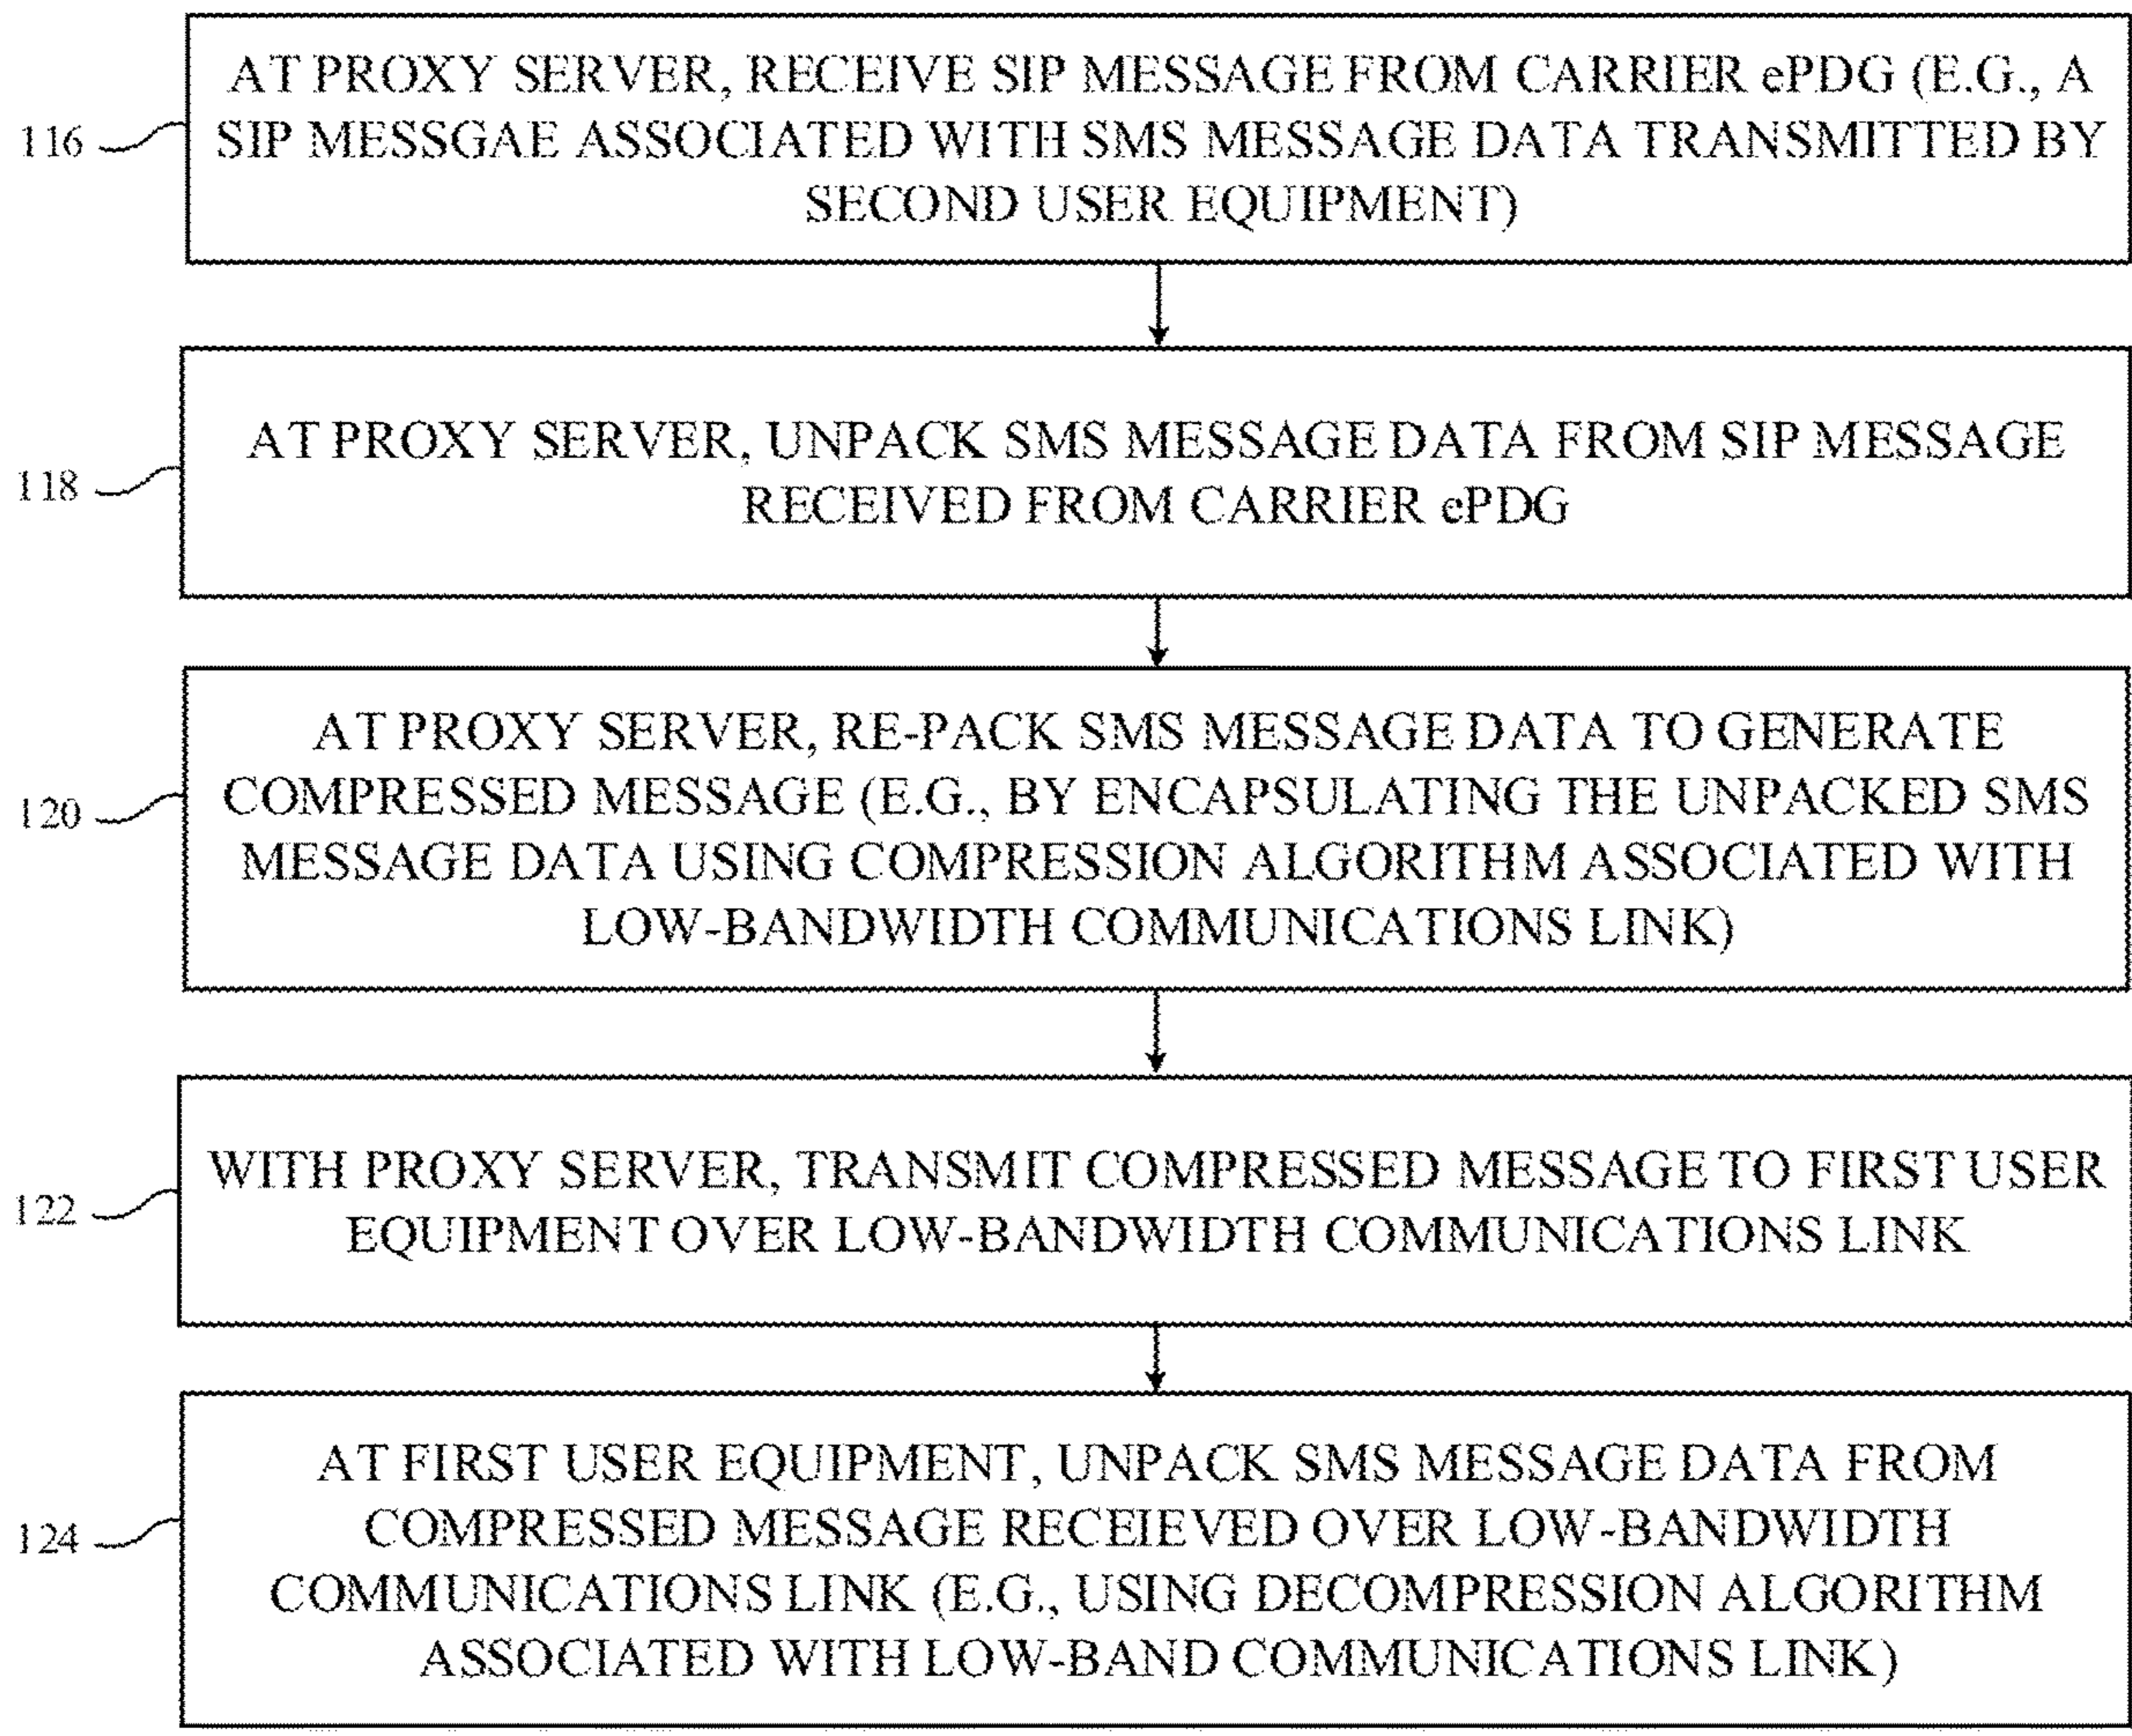 AT PROXY SERVER, RECEIVE SIP MESSAGE FROM CARRIER ePDG (E.G., A
116
SIP MESSGAE ASSOCIATED WITH SMS MESSAGE DATA TRANSMITTED BY
SECOND USER EQUIPMENT)
AT PROXY SERVER, UNPACK SMS MESSAGE DATA FROM SIP MESSAGE
118
RECEIVED FROM CARRIER ePDG
AT PROXY SERVER, RE-PACK SMS MESSAGE DATA TO GENERATE
120
COMPRESSED MESSAGE (E.G., BY ENCAPSULATING THE UNPACKED SMS
MESSAGE DATA USING COMPRESSION ALGORITHM ASSOCIATED WITH
LOW-BANDWIDTH COMMUNICATIONS LINK)
WITH PROXY SERVER, TRANSMIT COMPRESSED MESSAGE TO FIRST USER
122
EQUIPMENT OVER LOW-BANDWIDTH COMMUNICATIONS LINK
AT FIRST USER EQUIPMENT, UNPACK SMS MESSAGE DATA FROM
124
COMPRESSED MESSAGE RECEIEVED OVER LOW-BANDWIDTH
COMMUNICATIONS LINK (E.G., USING DECOMPRESSION ALGORITHM
ASSOCIATED WITH LOW-BAND COMMUNICATIONS LINK)